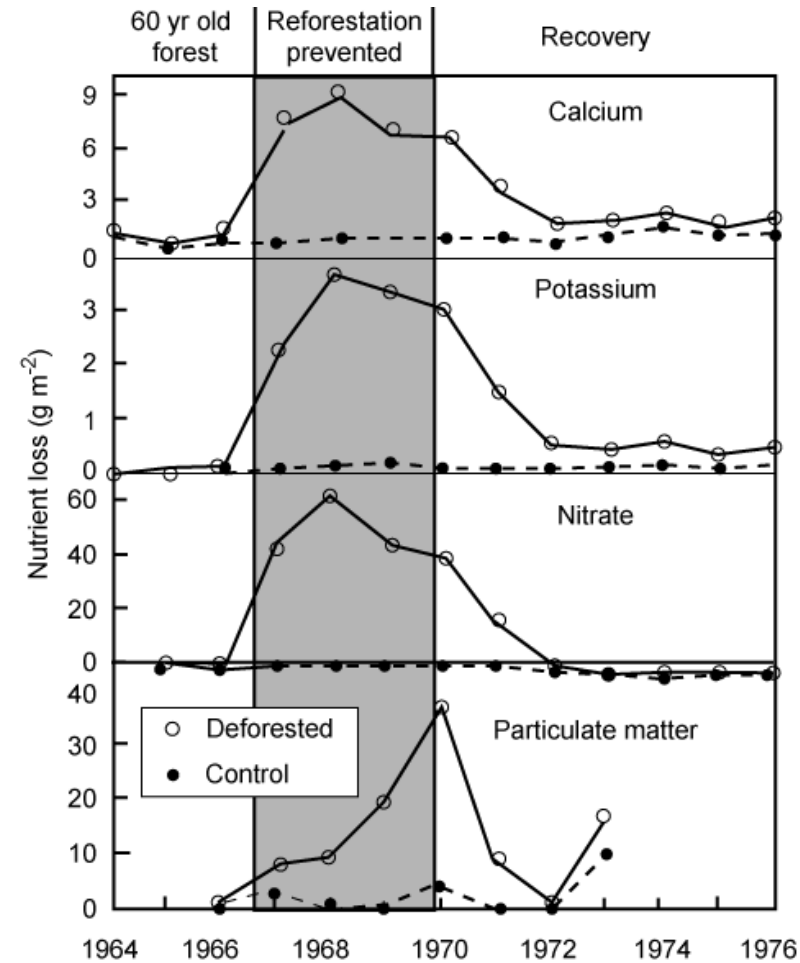 60 yr old
forest
Reforestation
prevented
Recovery
Calcium
9
6
3
0
Potassium
3
2
1
0
Nitrate
60
40
20
0
Particulate matter
40
30
20
10
0
Deforested
Control
Nutrient loss (g m⁻²)
1964 1966 1968 1970 1972 1974 1976